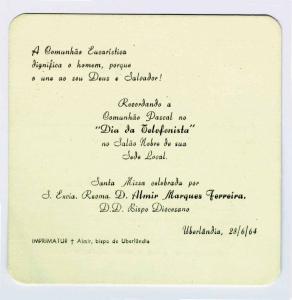 A Comunhão Eucarística
dignifica o homem, porque
o une ao seu Deus e Salvador!
Recordando a
Comunhão Pascal no
"Dia da Telefonista"
no Salão Nobre de sua
Sede Local.
Santa Missa celebrada por
S. Excia. Revma. D. Almir Marques Ferreira,
D.D. Bispo Diocesano
Uberlândia, 28/6/64
IMPRIMATUR † Almir, bispo de Uberlândia